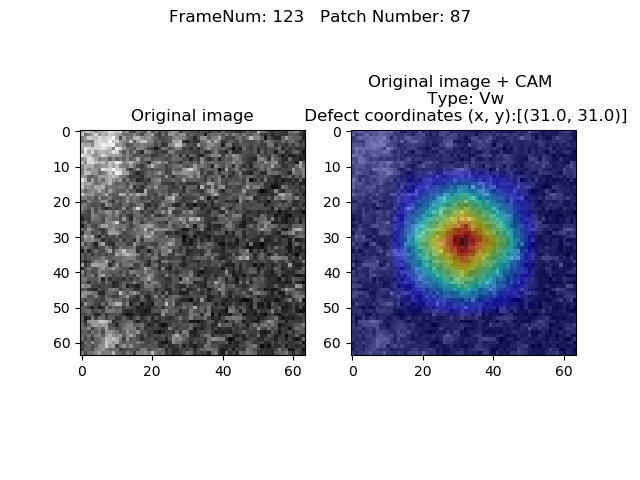 FrameNum: 123   Patch Number: 87
Original image
0
10
20
30
40
50
60
0 20 40 60
Original image + CAM
Type: Vw
Defect coordinates (x, y):[(31.0, 31.0)]
0
10
20
30
40
50
60
0 20 40 60